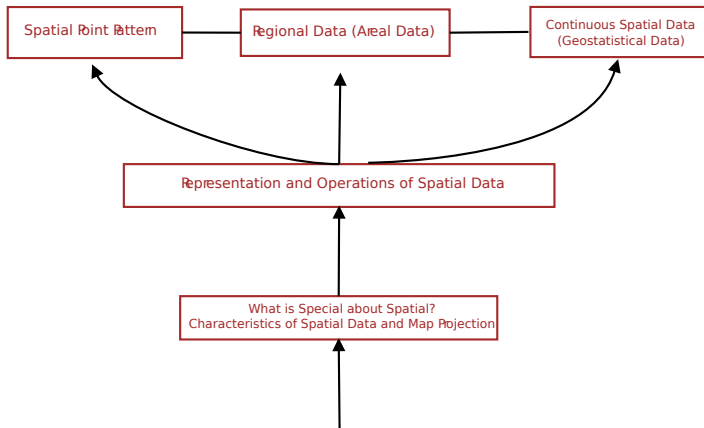 Spatial Point Pattern
Regional Data (Areal Data)
Continuous Spatial Data
(Geostatistical Data)
Representation and Operations of Spatial Data
What is Special about Spatial?
Characteristics of Spatial Data and Map Projection